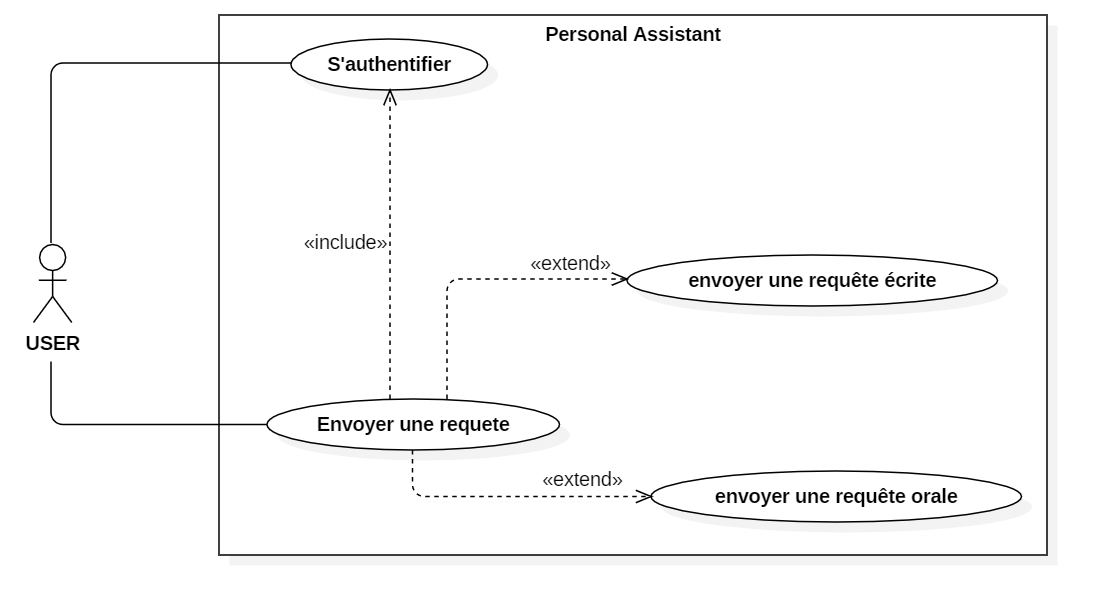 Personal Assistant
S'authentifier
«include»
«extend»
envoyer une requête écrite
USER
Envoyer une requete
«extend»
envoyer une requête orale